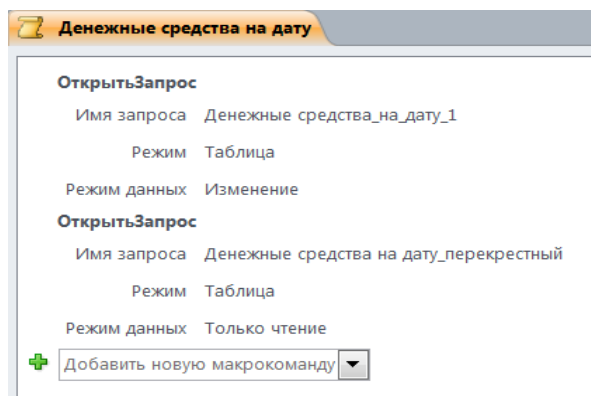 Денежные средства на дату
ОткрытьЗапрос
Имя запроса Денежные средства_на_дату_1
Режим Таблица
Режим данных Изменение
ОткрытьЗапрос
Имя запроса Денежные средства на дату_перекрестный
Режим Таблица
Режим данных Только чтение
Добавить новую макрокоманду